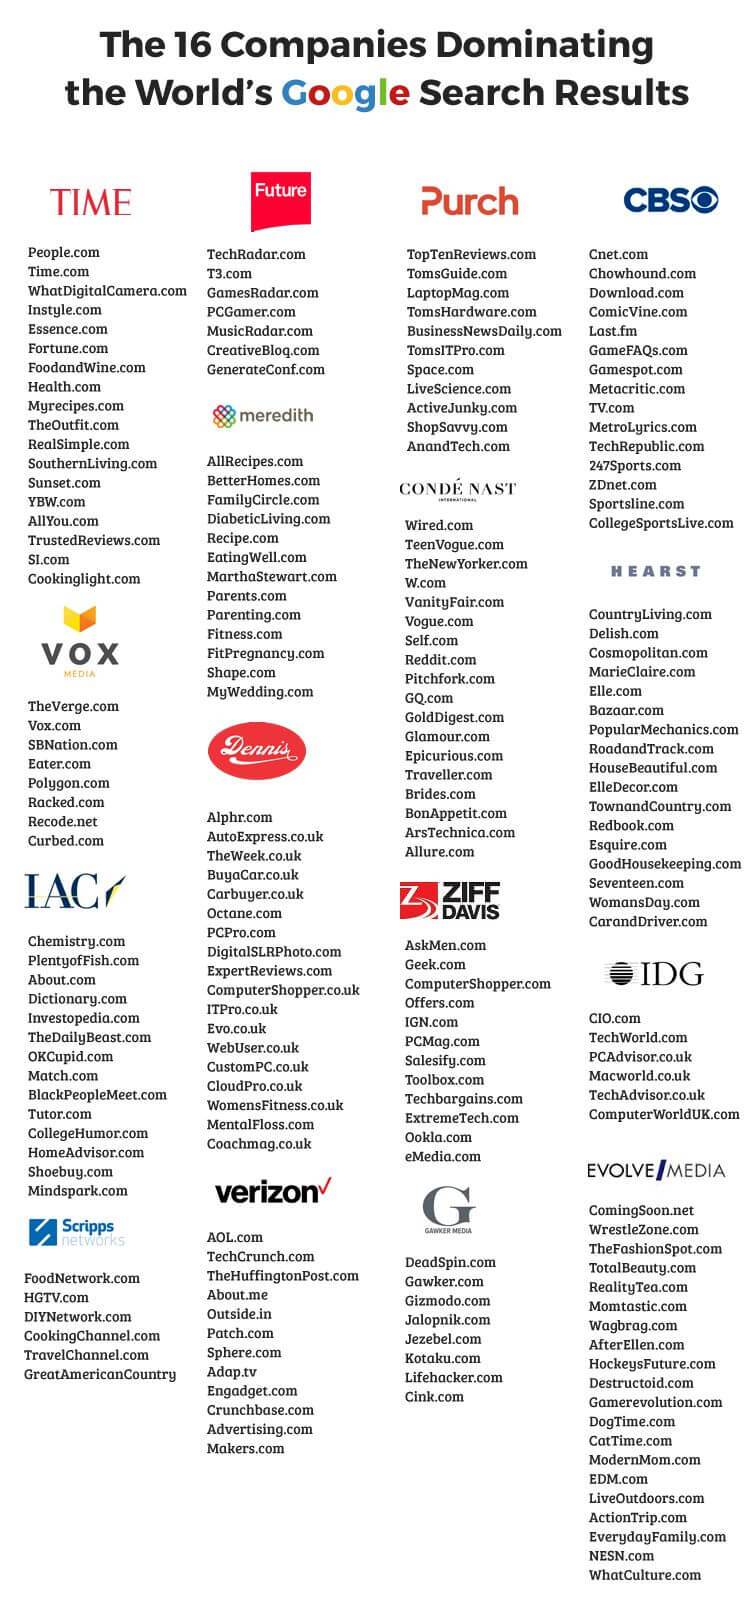 The 16 Companies Dominating
the World's Google Search Results
TIME
People.com
Time.com
WhatDigitalCamera.com
Instyle.com
Essence.com
Fortune.com
FoodandWine.com
Health.com
Myrecipes.com
TheOutfit.com
RealSimple.com
SouthernLiving.com
Sunset.com
YBW.com
AllYou.com
TrustedReviews.com
SI.com
Cookinglight.com
VOX
MEDIA
TheVerge.com
Vox.com
SBNation.com
Eater.com
Polygon.com
Racked.com
Recode.net
Curbed.com
IAC
Chemistry.com
PlentyofFish.com
About.com
Dictionary.com
Investopedia.com
TheDailyBeast.com
OKCupid.com
Match.com
BlackPeopleMeet.com
Tutor.com
CollegeHumor.com
HomeAdvisor.com
Shoebuy.com
Mindspark.com
Scripps
networks
FoodNetwork.com
HGTV.com
DIYNetwork.com
CookingChannel.com
TravelChannel.com
GreatAmericanCountry
Future
TechRadar.com
T3.com
GamesRadar.com
PCGamer.com
MusicRadar.com
CreativeBloq.com
GenerateConf.com
meredith
AllRecipes.com
BetterHomes.com
FamilyCircle.com
DiabeticLiving.com
Recipe.com
EatingWell.com
MarthaStewart.com
Parents.com
Parenting.com
Fitness.com
FitPregnancy.com
Shape.com
MyWedding.com
Dennis
Alphr.com
AutoExpress.co.uk
TheWeek.co.uk
BuyaCar.co.uk
Carbuyer.co.uk
Octane.com
PCPro.com
DigitalSLRPhoto.com
ExpertReviews.com
ComputerShopper.co.uk
ITPro.co.uk
Evo.co.uk
WebUser.co.uk
CustomPC.co.uk
CloudPro.co.uk
WomensFitness.co.uk
MentalFloss.com
Coachmag.co.uk
verizon
AOL.com
TechCrunch.com
TheHuffingtonPost.com
About.me
Outside.in
Patch.com
Sphere.com
Adap.tv
Engadget.com
Crunchbase.com
Advertising.com
Makers.com
Purch
TopTenReviews.com
TomsGuide.com
LaptopMag.com
TomsHardware.com
BusinessNewsDaily.com
TomsITPro.com
Space.com
LiveScience.com
ActiveJunky.com
ShopSavvy.com
AnandTech.com
CONDÉ NAST
INTERNATIONAL
Wired.com
TeenVogue.com
TheNewYorker.com
W.com
VanityFair.com
Vogue.com
Self.com
Reddit.com
Pitchfork.com
GQ.com
GoldDigest.com
Glamour.com
Epicurious.com
Traveller.com
Brides.com
BonAppetit.com
ArsTechnica.com
Allure.com
ZIFF
DAVIS
AskMen.com
Geek.com
ComputerShopper.com
Offers.com
IGN.com
PCMag.com
Salesify.com
Toolbox.com
Techbargains.com
ExtremeTech.com
Ookla.com
eMedia.com
G
GAWKER MEDIA
DeadSpin.com
Gawker.com
Gizmodo.com
Jalopnik.com
Jezebel.com
Kotaku.com
Lifehacker.com
Cink.com
CBS
Cnet.com
Chowhound.com
Download.com
ComicVine.com
Last.fm
GameFAQs.com
Gamespot.com
Metacritic.com
TV.com
MetroLyrics.com
TechRepublic.com
247Sports.com
ZDnet.com
Sportsline.com
CollegeSportsLive.com
HEARST
CountryLiving.com
Delish.com
Cosmopolitan.com
MarieClaire.com
Elle.com
Bazaar.com
PopularMechanics.com
RoadandTrack.com
HouseBeautiful.com
ElleDecor.com
TownandCountry.com
Redbook.com
Esquire.com
GoodHousekeeping.com
Seventeen.com
WomansDay.com
CarandDriver.com
IDG
CIO.com
TechWorld.com
PCAdvisor.co.uk
Macworld.co.uk
TechAdvisor.co.uk
ComputerWorldUK.com
EVOLVE/MEDIA
ComingSoon.net
WrestleZone.com
TheFashionSpot.com
TotalBeauty.com
RealityTea.com
Momtastic.com
Wagbrag.com
AfterEllen.com
HockeysFuture.com
Destructoid.com
Gamerevolution.com
DogTime.com
CatTime.com
ModernMom.com
EDM.com
LiveOutdoors.com
ActionTrip.com
EverydayFamily.com
NESN.com
WhatCulture.com